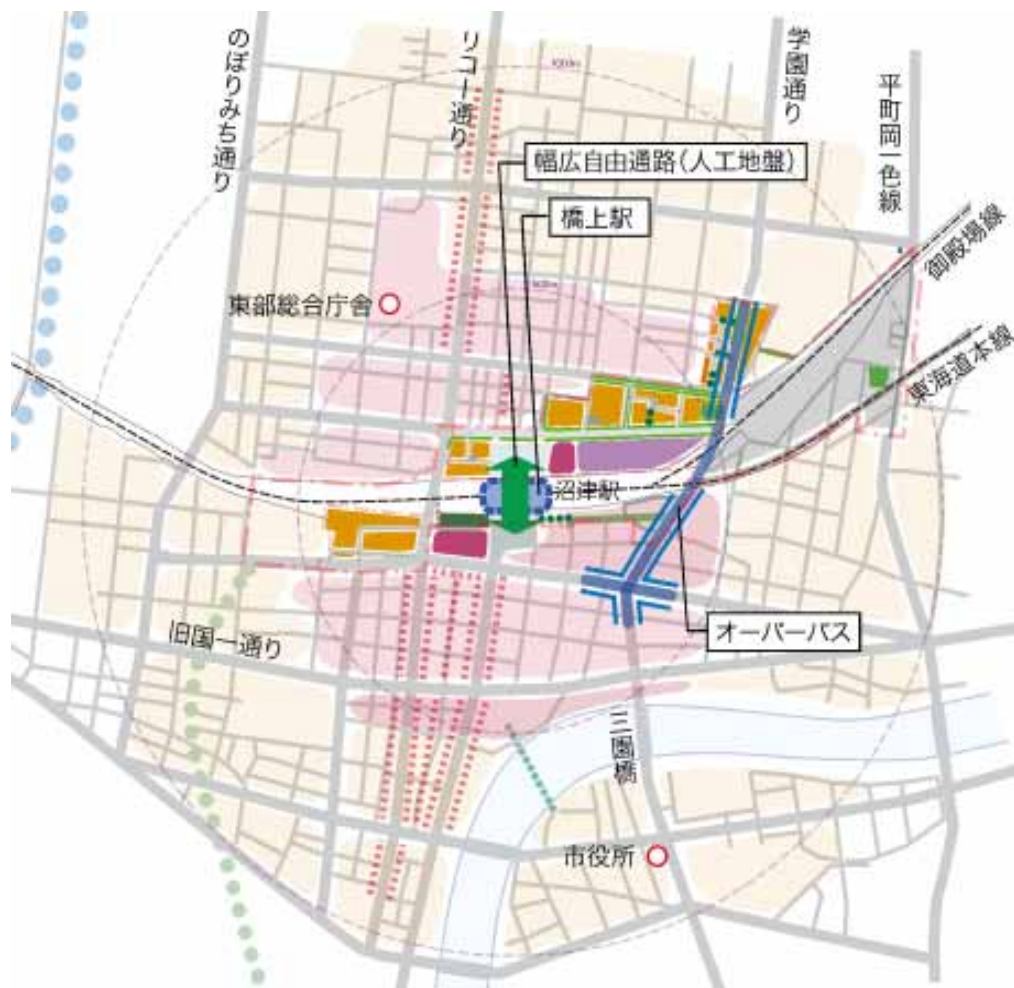 のぼりみち通り
リコー通り
学園通り
平町岡一色線
幅広自由通路(人工地盤)
橋上駅
御殿場線
東部総合庁舎
東海道本線
沼津駅
オーバーパス
旧国一通り
三園橋
市役所